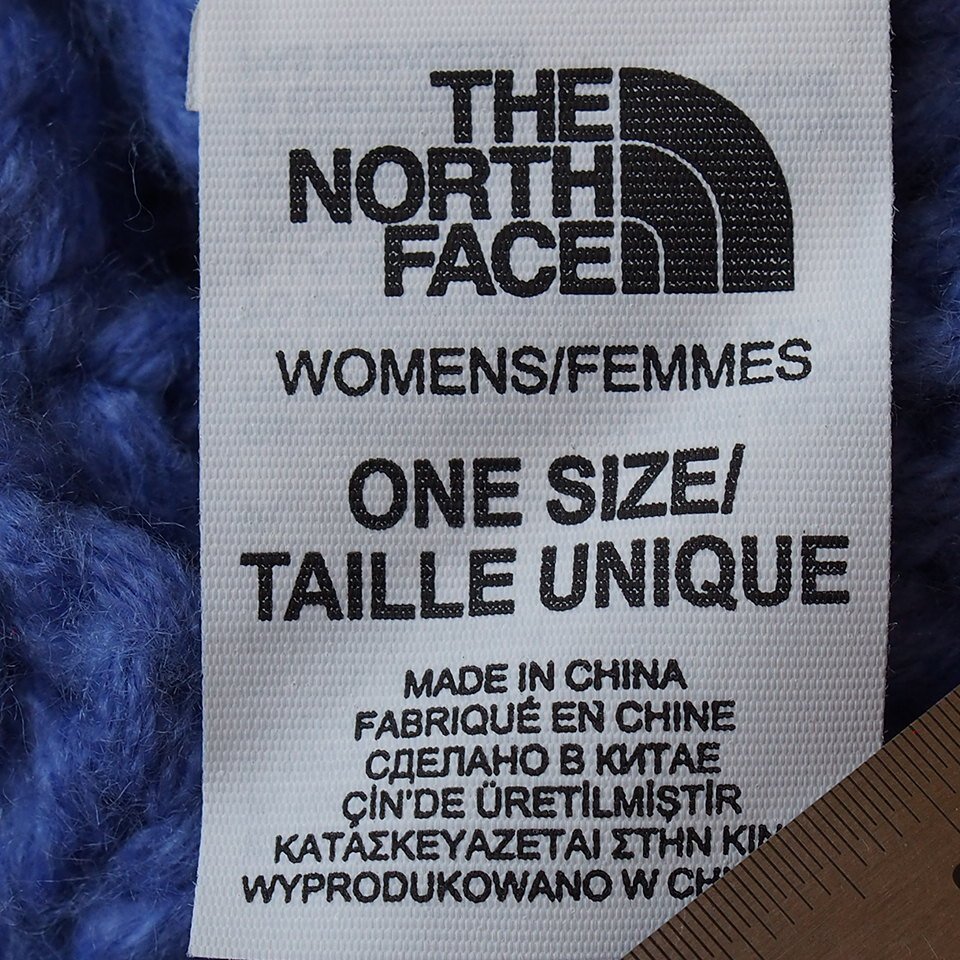 THE
NORTH
FACE
WOMENS/FEMMES
ONE SIZE/
TAILLE UNIQUE
MADE IN CHINA
FABRIQUÉ EN CHINE
СДЕЛАНО В КИТАЕ
ÇİN'DE ÜRETİLMİŞTİR
ΚΑΤΑΣΚΕΥΑΖΕΤΑΙ ΣΤΗΝ
WYPRODUKOWANO W